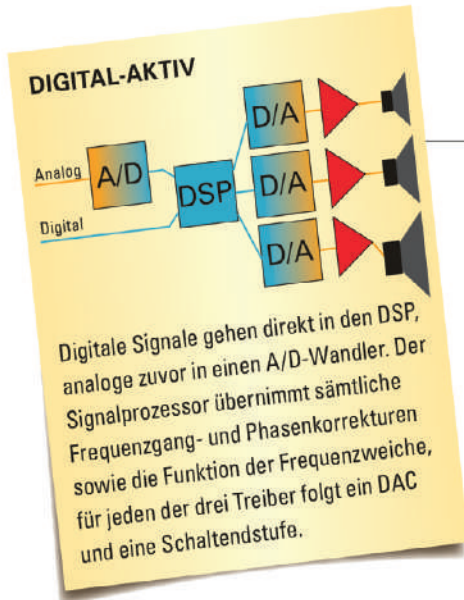 DIGITAL-AKTIV
D/A
Analog
A/D
DSP
D/A
Digital
D/A
Digitale Signale gehen direkt in den DSP,
analoge zuvor in einen A/D-Wandler. Der
Signalprozessor übernimmt sämtliche
Frequenzgang- und Phasenkorrekturen
sowie die Funktion der Frequenzweiche,
für jeden der drei Treiber folgt ein DAC
und eine Schaltendstufe.